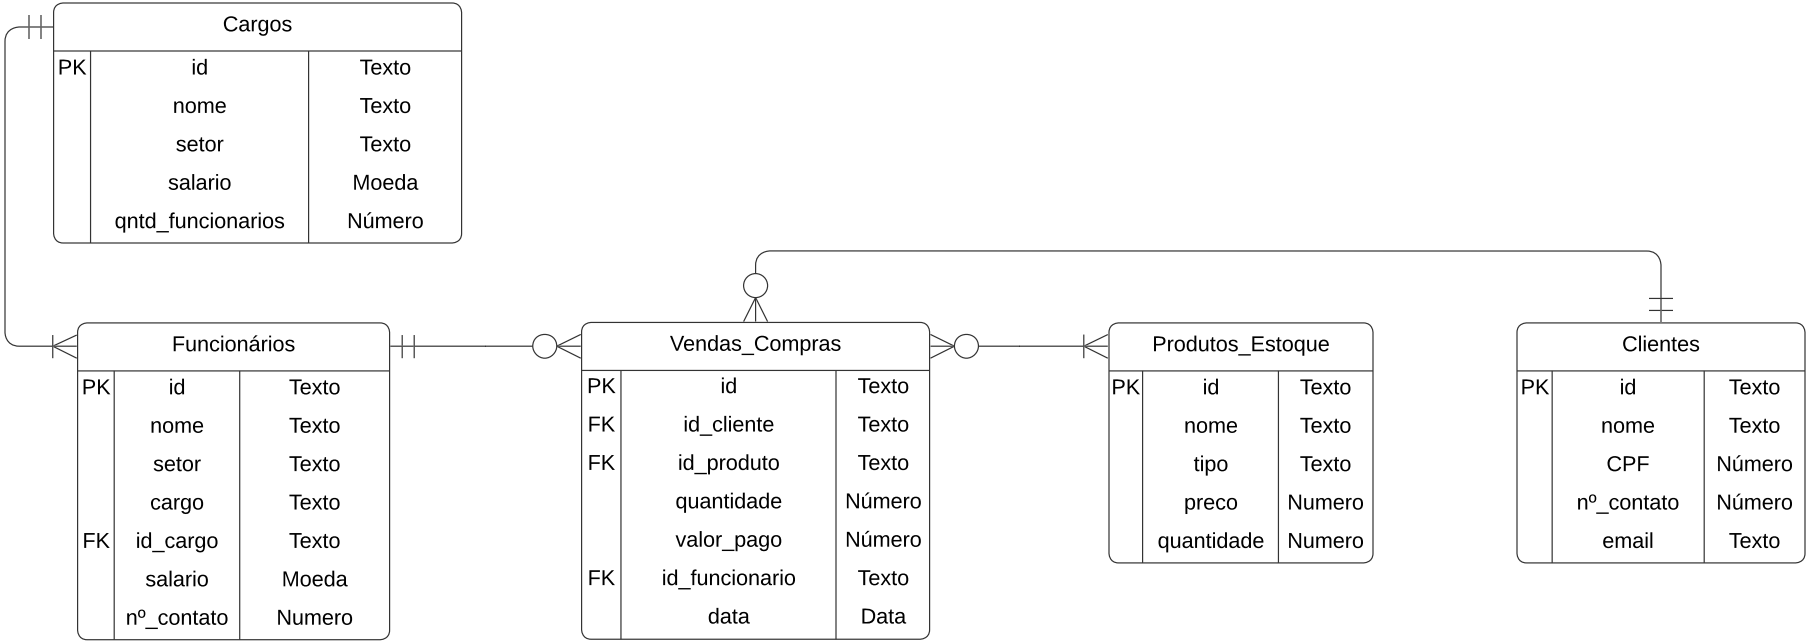 Cargos
PK id Texto
nome Texto
setor Texto
salario Moeda
qntd_funcionarios Número
Funcionários
PK id Texto
nome Texto
setor Texto
cargo Texto
FK id_cargo Texto
salario Moeda
nº_contato Numero
Vendas_Compras
PK id Texto
FK id_cliente Texto
FK id_produto Texto
quantidade Número
valor_pago Número
FK id_funcionario Texto
data Data
Produtos_Estoque
PK id Texto
nome Texto
tipo Texto
preco Numero
quantidade Numero
Clientes
PK id Texto
nome Texto
CPF Número
nº_contato Número
email Texto